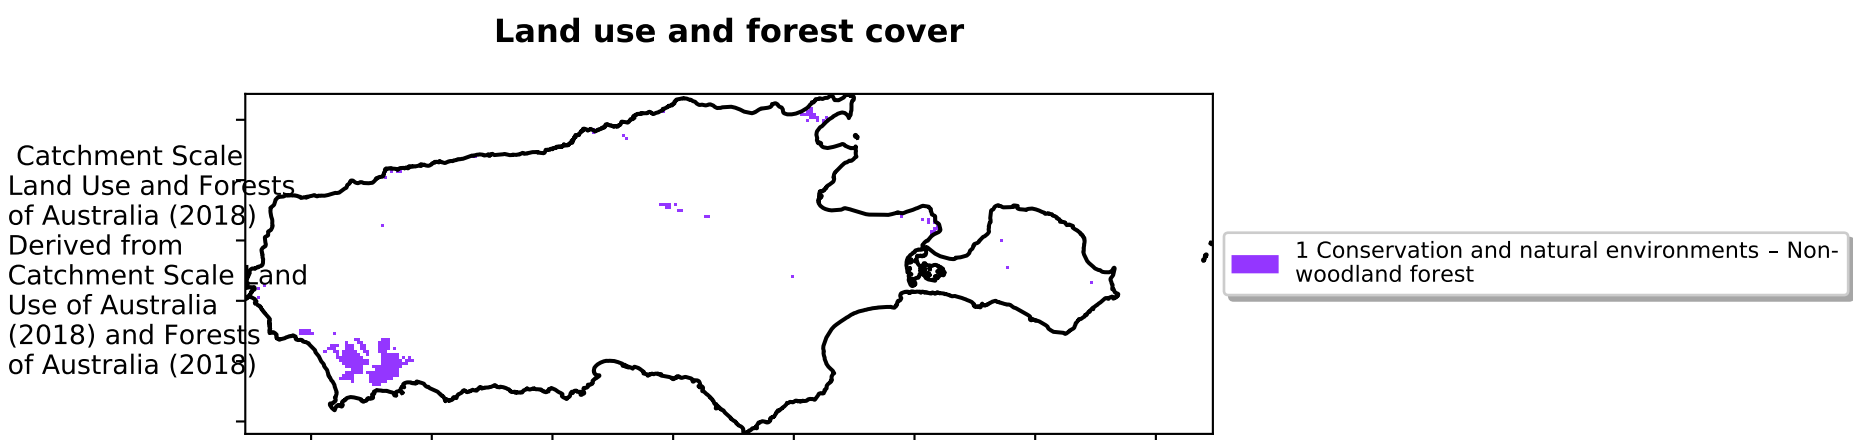 Land use and forest cover
Catchment Scale
Land Use and Forests
of Australia (2018)
Derived from
Catchment Scale Land
Use of Australia
(2018) and Forests
of Australia (2018)
1 Conservation and natural environments – Non-
woodland forest